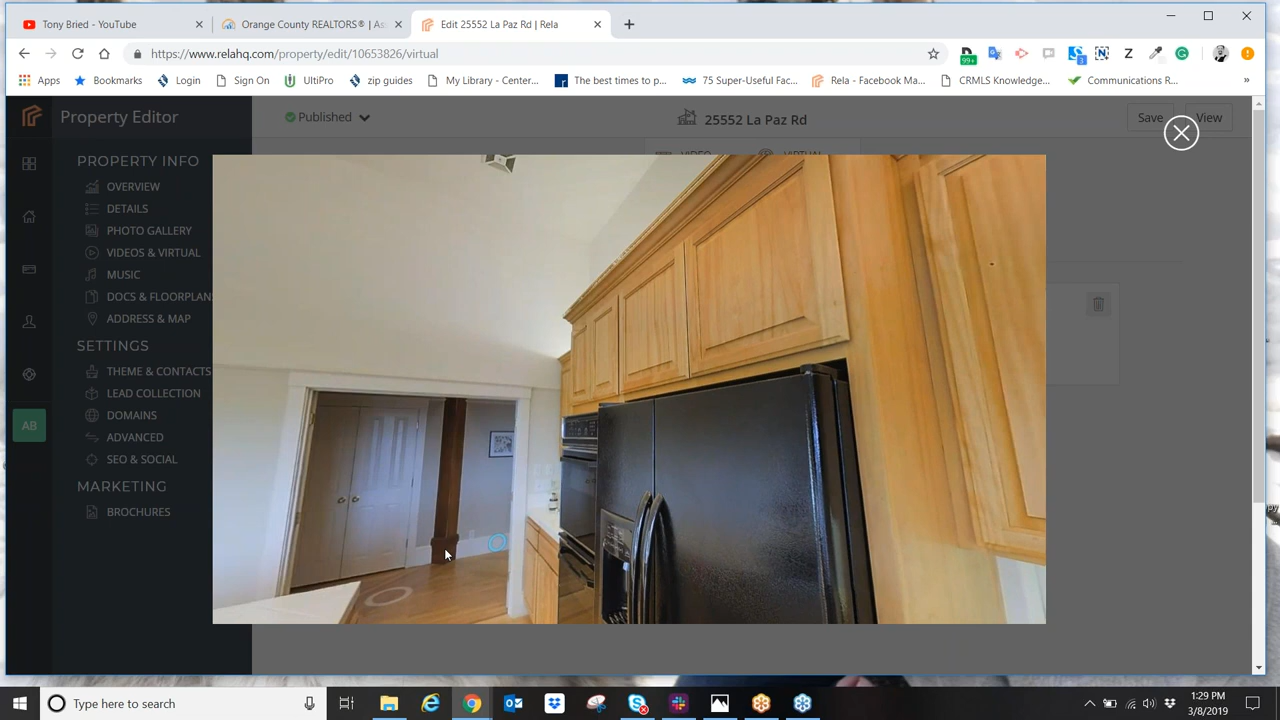 Tony Bried - YouTube
Orange County REALTORS® | As
Edit 25552 La Paz Rd | Rela
https://www.relahq.com/property/edit/10653826/virtual
99+
3
Apps
Bookmarks
Login
Sign On
UltiPro
zip guides
My Library - Center...
The best times to p...
75 Super-Useful Fac...
Rela - Facebook Ma...
CRMLS Knowledge...
Communications R...
»
Property Editor
Published
25552 La Paz Rd
Save
View
VIDEO
VIRTUAL
PROPERTY INFO
OVERVIEW
DETAILS
PHOTO GALLERY
VIDEOS & VIRTUAL
MUSIC
DOCS & FLOORPLAN
ADDRESS & MAP
SETTINGS
THEME & CONTACTS
LEAD COLLECTION
DOMAINS
ADVANCED
SEO & SOCIAL
MARKETING
BROCHURES
AB
Type here to search
1:29 PM
3/8/2019